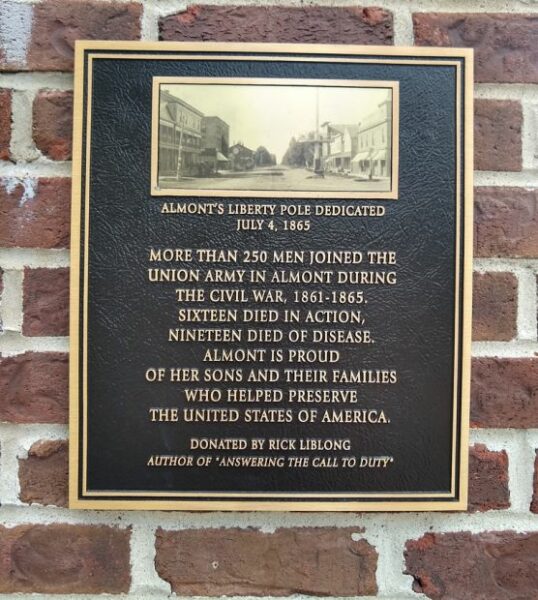 ALMONT'S LIBERTY POLE DEDICATED
JULY 4, 1865
MORE THAN 250 MEN JOINED THE
UNION ARMY IN ALMONT DURING
THE CIVIL WAR, 1861-1865.
SIXTEEN DIED IN ACTION,
NINETEEN DIED OF DISEASE.
ALMONT IS PROUD
OF HER SONS AND THEIR FAMILIES
WHO HELPED PRESERVE
THE UNITED STATES OF AMERICA.
DONATED BY RICK LIBLONG
AUTHOR OF "ANSWERING THE CALL TO DUTY"